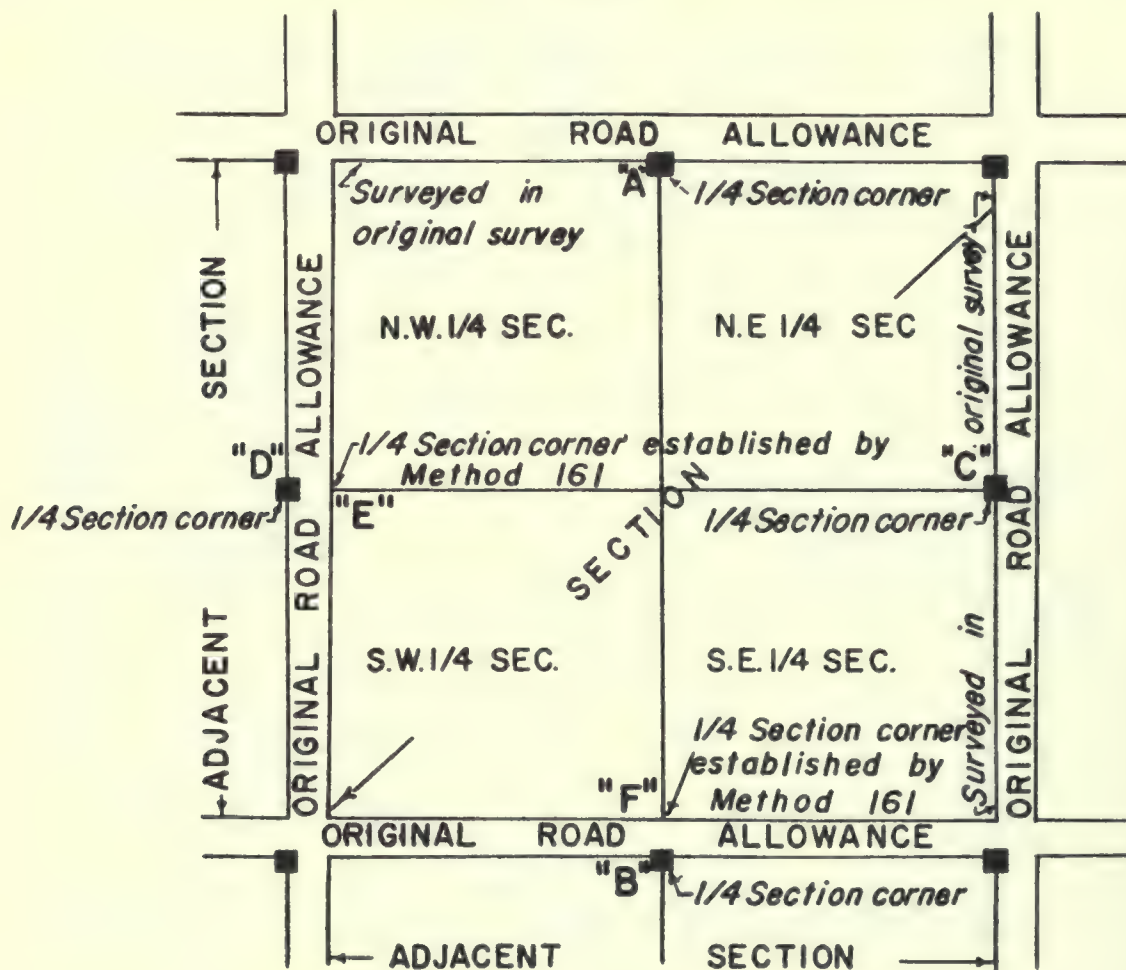 ORIGINAL ROAD ALLOWANCE
"A"
1/4 Section corner
Surveyed in
original survey
SECTION
ADJACENT
ORIGINAL ROAD ALLOWANCE
N.W. 1/4 SEC.
N.E 1/4 SEC
Surveyed in original survey
ORIGINAL ROAD ALLOWANCE
"D"
1/4 Section corner
1/4 Section corner established by
Method 161
"E"
"C"
1/4 Section corner
SECTION
S.W. 1/4 SEC.
S.E. 1/4 SEC.
1/4 Section corner
established by
Method 161
"F"
ORIGINAL ROAD ALLOWANCE
"B"
1/4 Section corner
ADJACENT SECTION